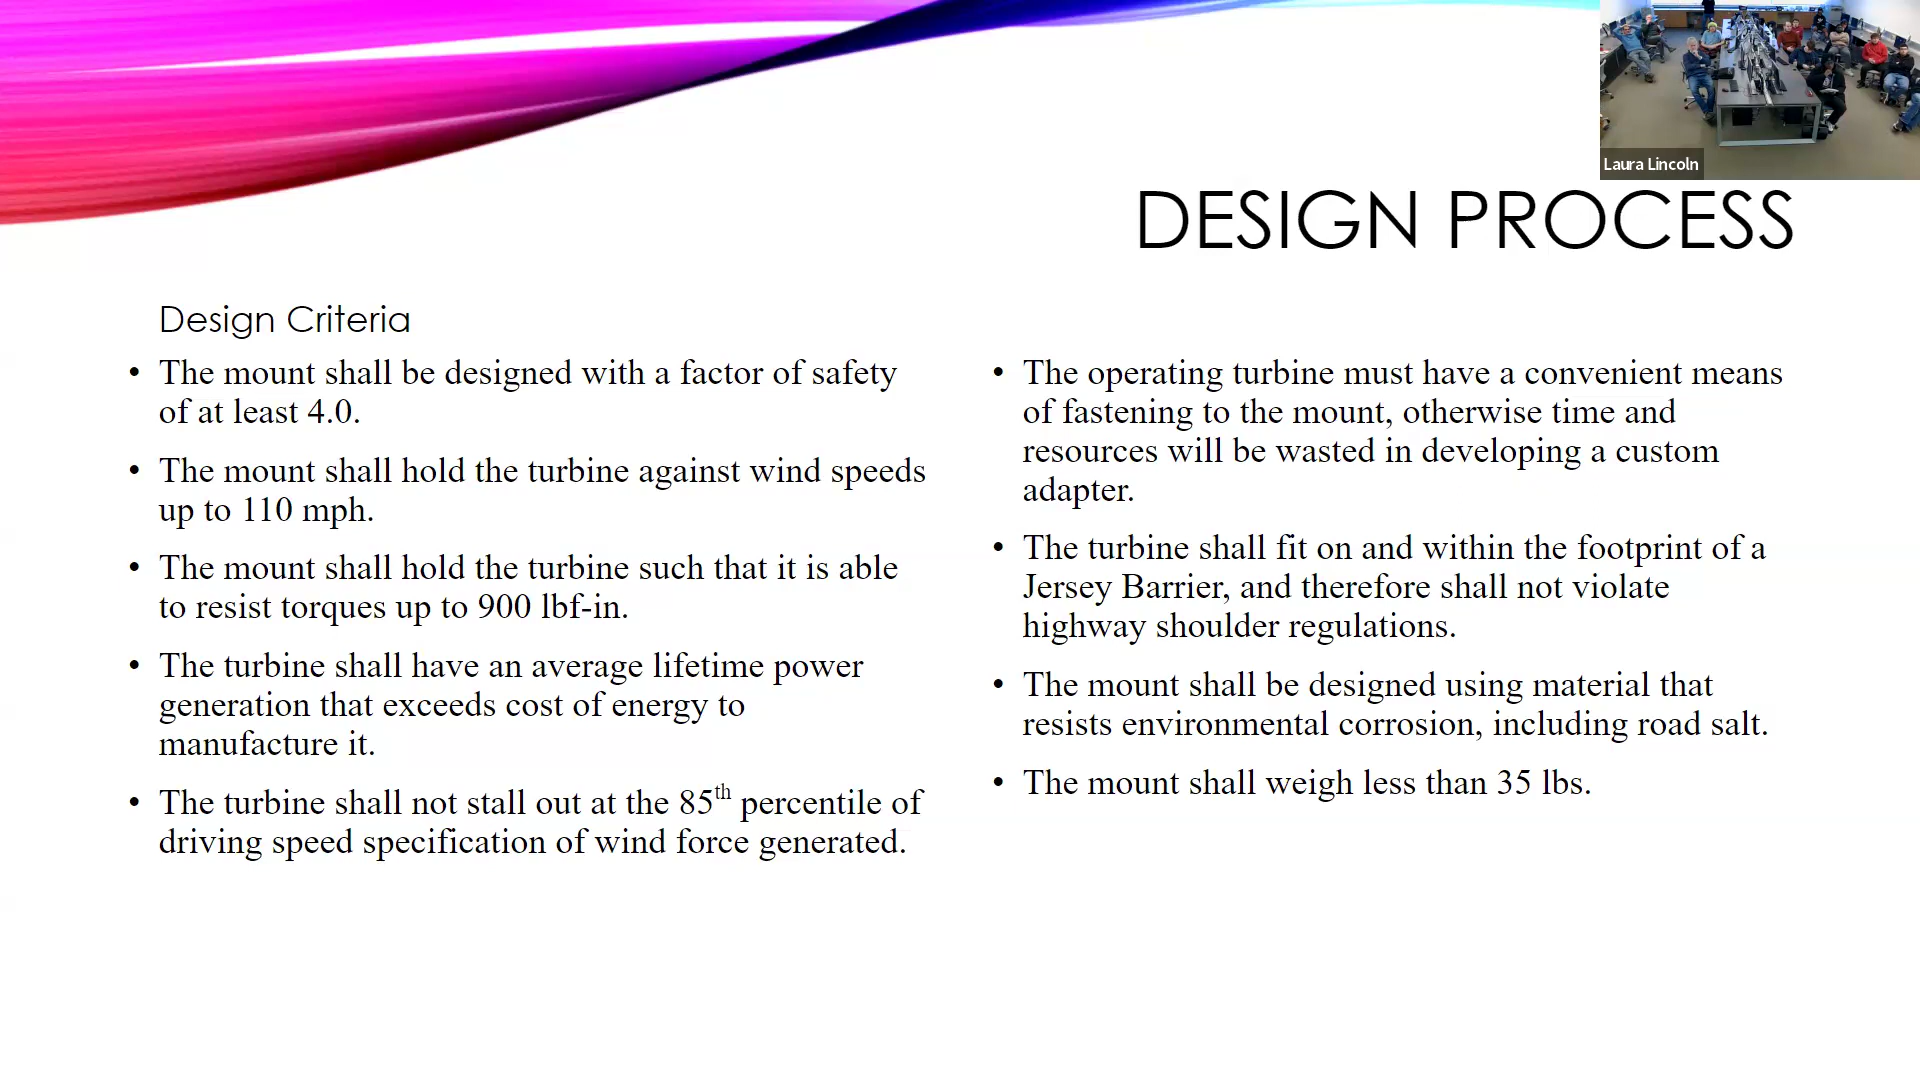 Laura Lincoln
DESIGN PROCESS
Design Criteria
• The mount shall be designed with a factor of safety
of at least 4.0.
• The mount shall hold the turbine against wind speeds
up to 110 mph.
• The mount shall hold the turbine such that it is able
to resist torques up to 900 lbf-in.
• The turbine shall have an average lifetime power
generation that exceeds cost of energy to
manufacture it.
• The turbine shall not stall out at the 85th percentile of
driving speed specification of wind force generated.
• The operating turbine must have a convenient means
of fastening to the mount, otherwise time and
resources will be wasted in developing a custom
adapter.
• The turbine shall fit on and within the footprint of a
Jersey Barrier, and therefore shall not violate
highway shoulder regulations.
• The mount shall be designed using material that
resists environmental corrosion, including road salt.
• The mount shall weigh less than 35 lbs.